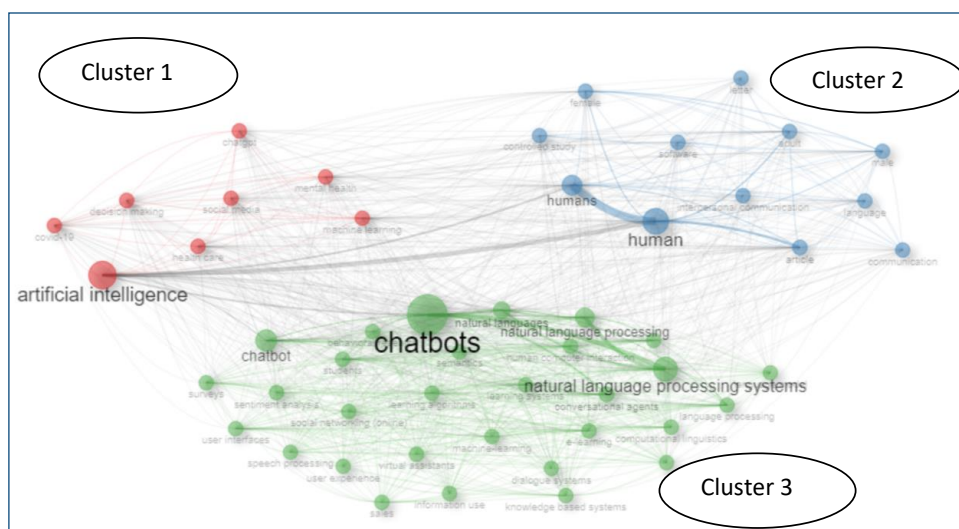 Cluster 1
Cluster 2
letter
female
chatgpt
controlled study
software
adult
male
mental health
humans
decision making
social media
interpersonal communication
language
covid-19
machine learning
human
health care
article
communication
artificial intelligence
natural languages
natural language processing
chatbots
chatbot
human computer interaction
semantics
students
natural language processing systems
surveys
sentiment analysis
learning algorithms
learning systems
conversational agents
language processing
social networking (online)
user interfaces
machine-learning
e-learning
computational linguistics
speech processing
virtual assistants
user experience
dialogue systems
Cluster 3
sales
information use
knowledge based systems